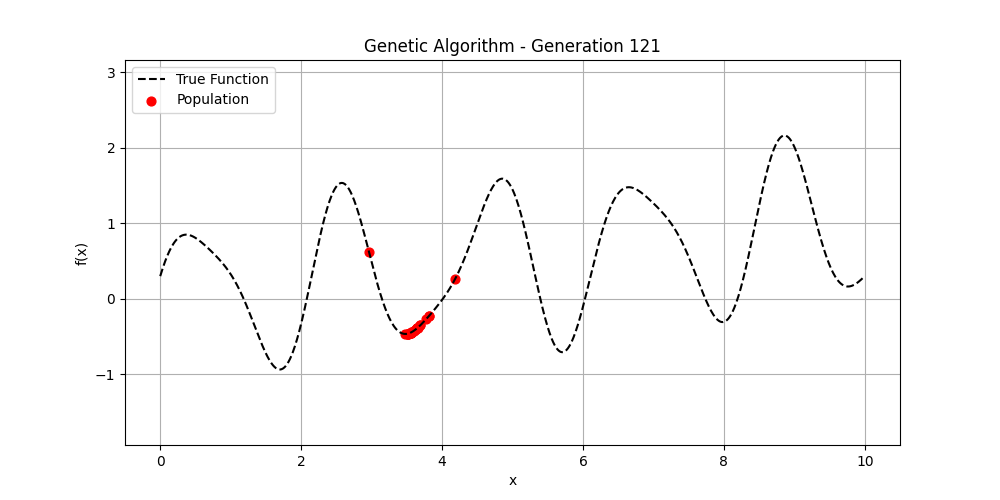 Genetic Algorithm - Generation 121
True Function
Population
3
2
1
0
−1
f(x)
0 2 4 6 8 10
x